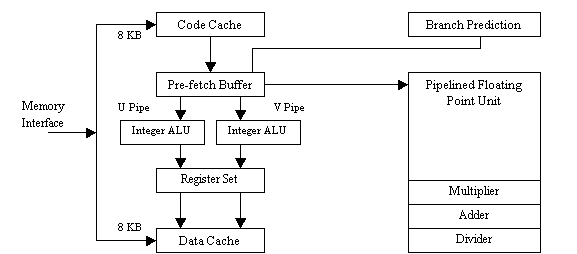 Code Cache
Branch Prediction
8 KB
Pre-fetch Buffer
Pipelined Floating
Point Unit
Memory
Interface
U Pipe
V Pipe
Integer ALU
Integer ALU
Register Set
Multiplier
Adder
8 KB
Data Cache
Divider